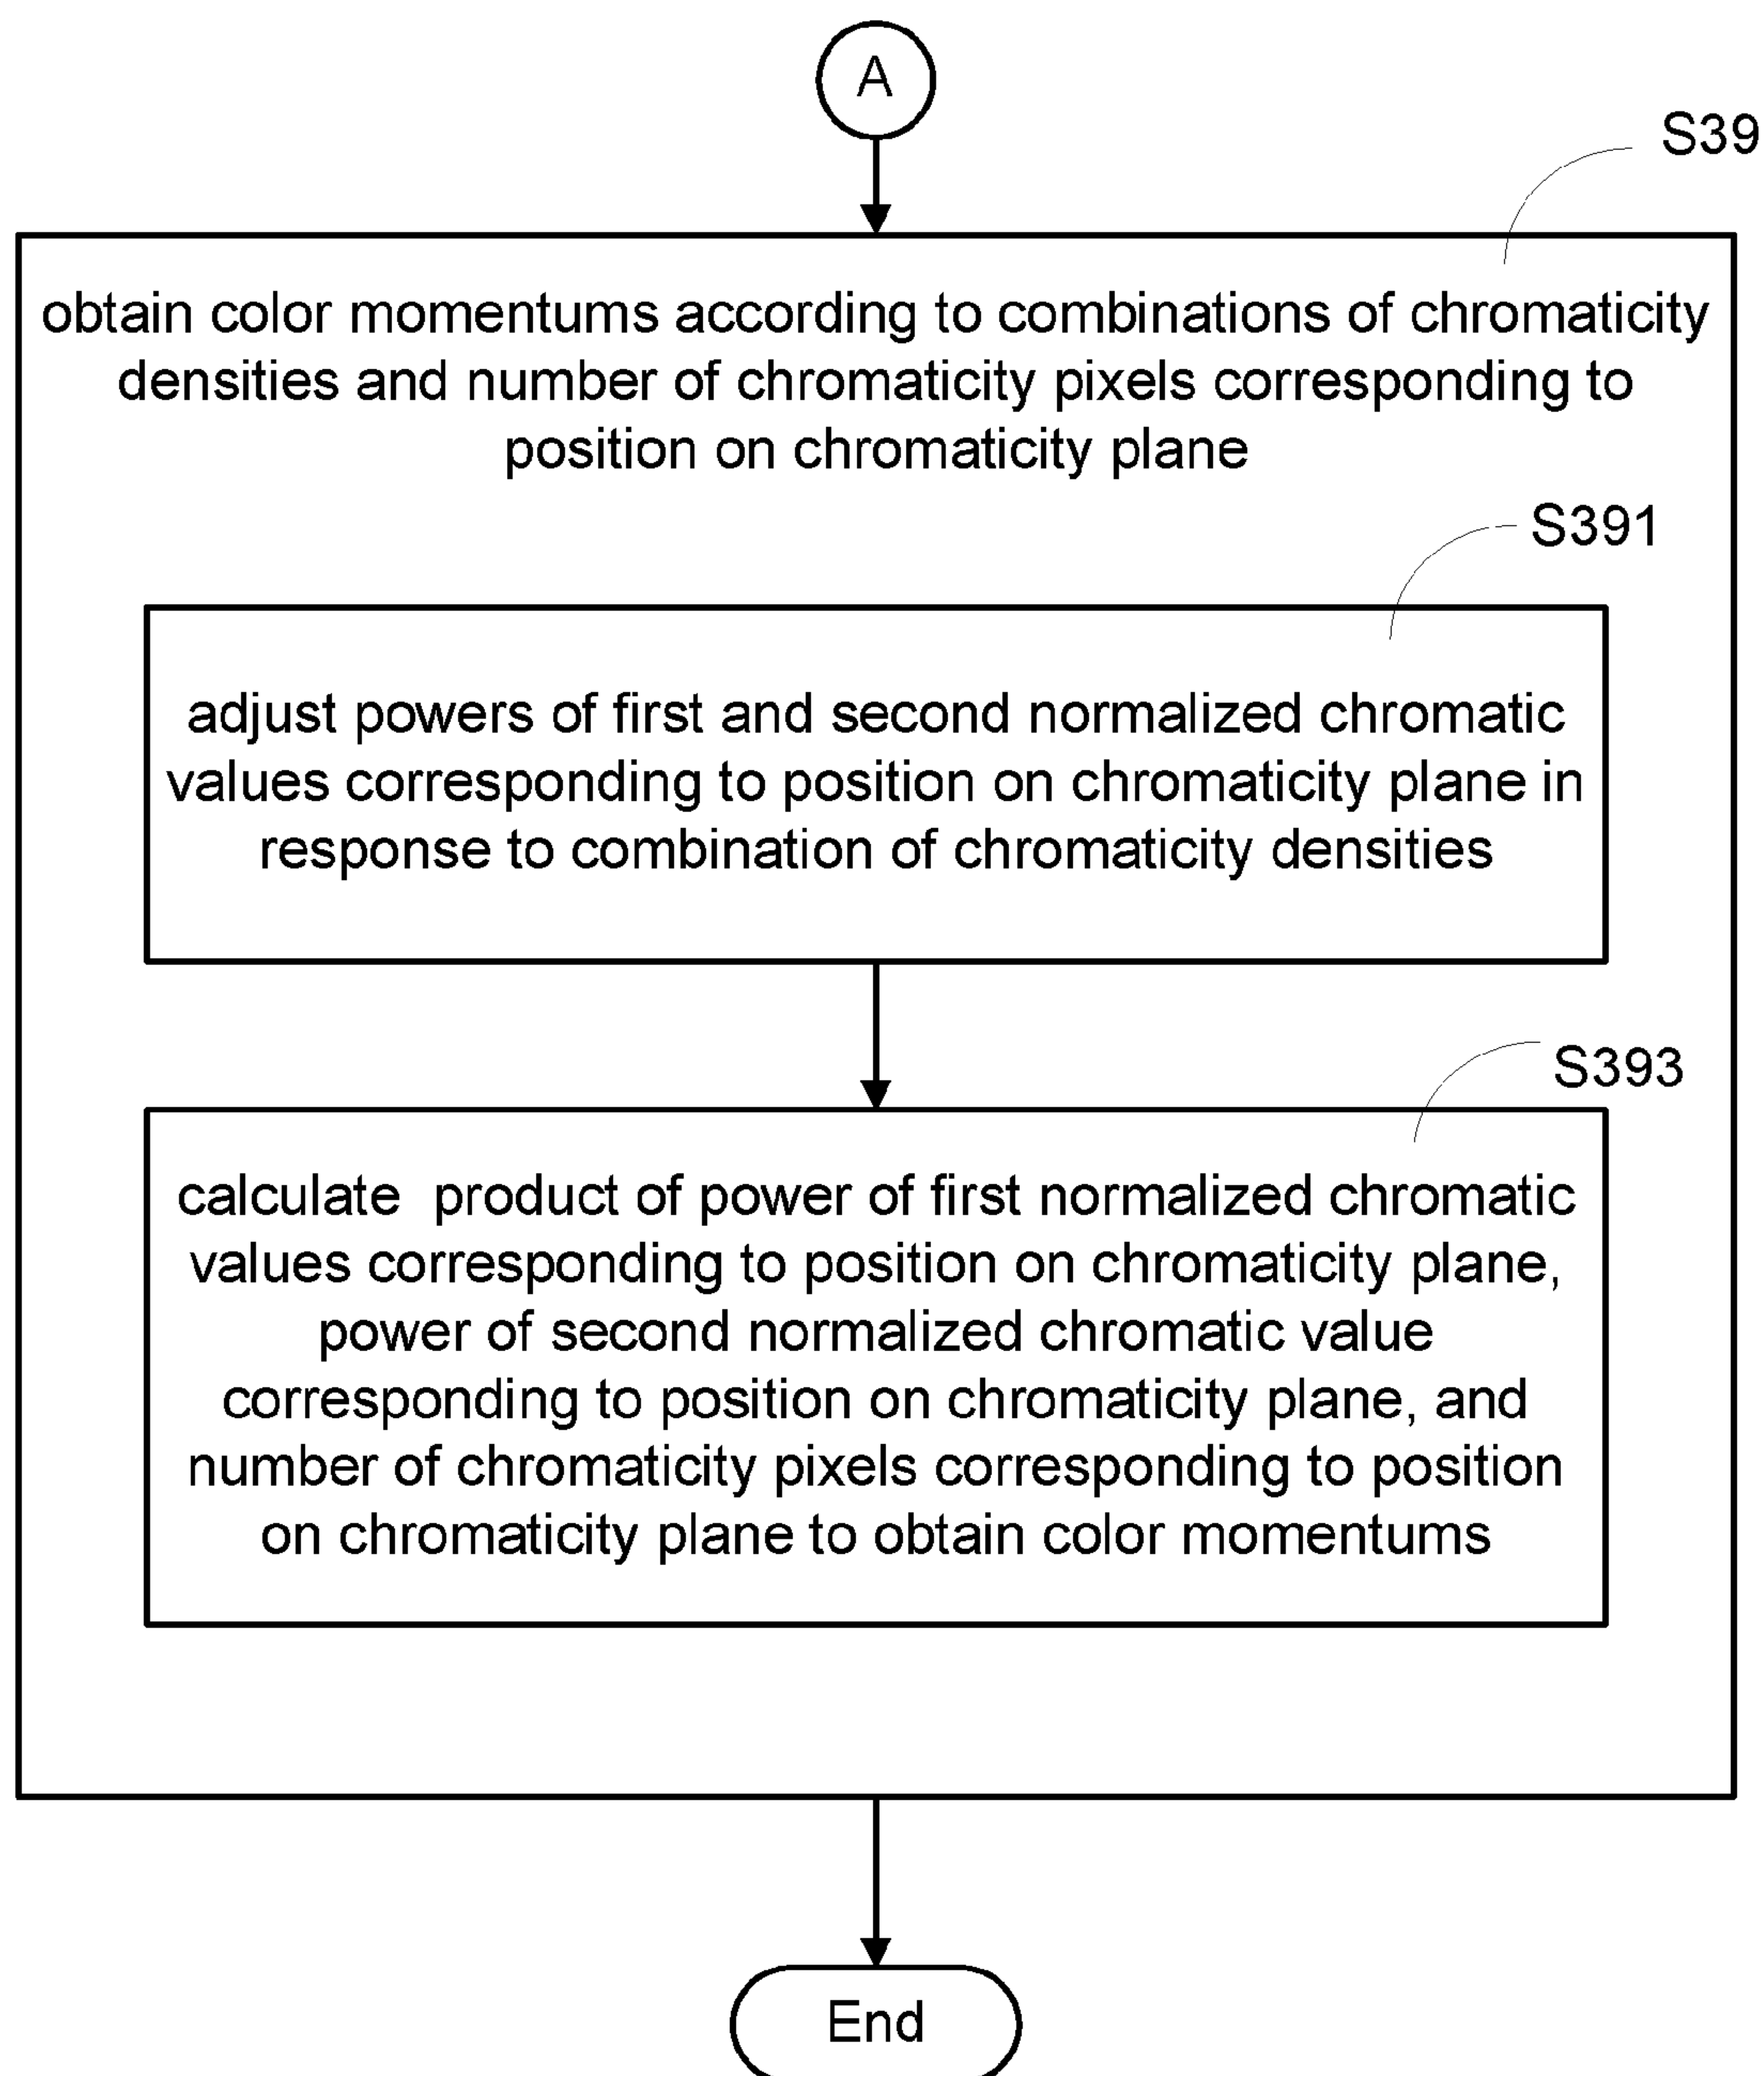 A
S39
obtain color momentums according to combinations of chromaticity
densities and number of chromaticity pixels corresponding to
position on chromaticity plane
S391
adjust powers of first and second normalized chromatic
values corresponding to position on chromaticity plane in
response to combination of chromaticity densities
S393
calculate  product of power of first normalized chromatic
values corresponding to position on chromaticity plane,
power of second normalized chromatic value
corresponding to position on chromaticity plane, and
number of chromaticity pixels corresponding to position
on chromaticity plane to obtain color momentums
End